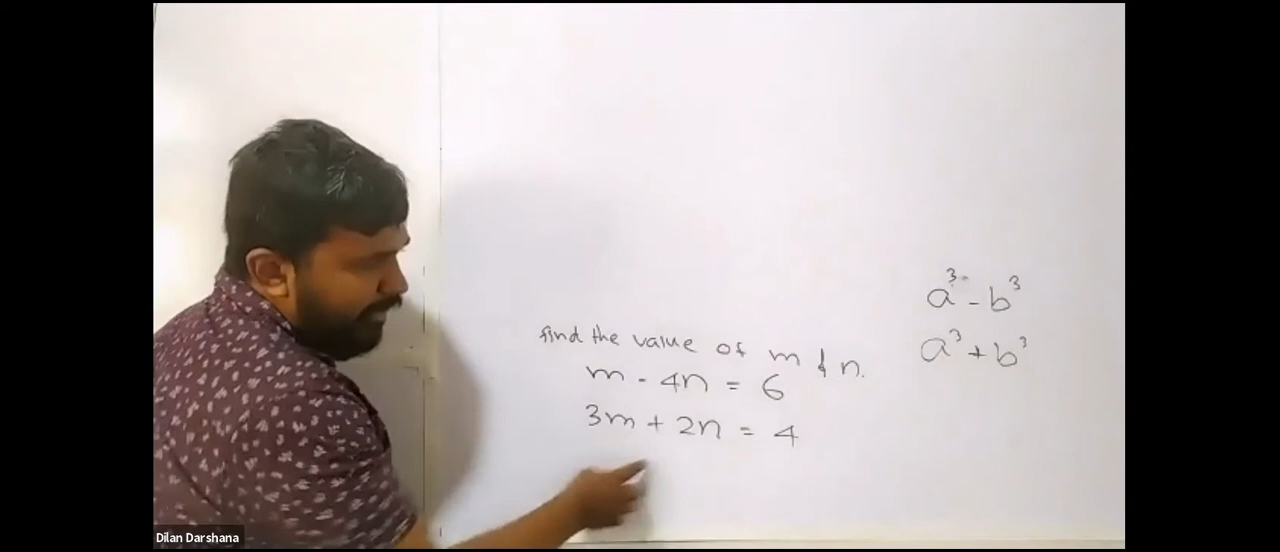 find the value of m & n.
m - 4n = 6
3m + 2n = 4
a³ - b³
a³ + b³
Dilan Darshana